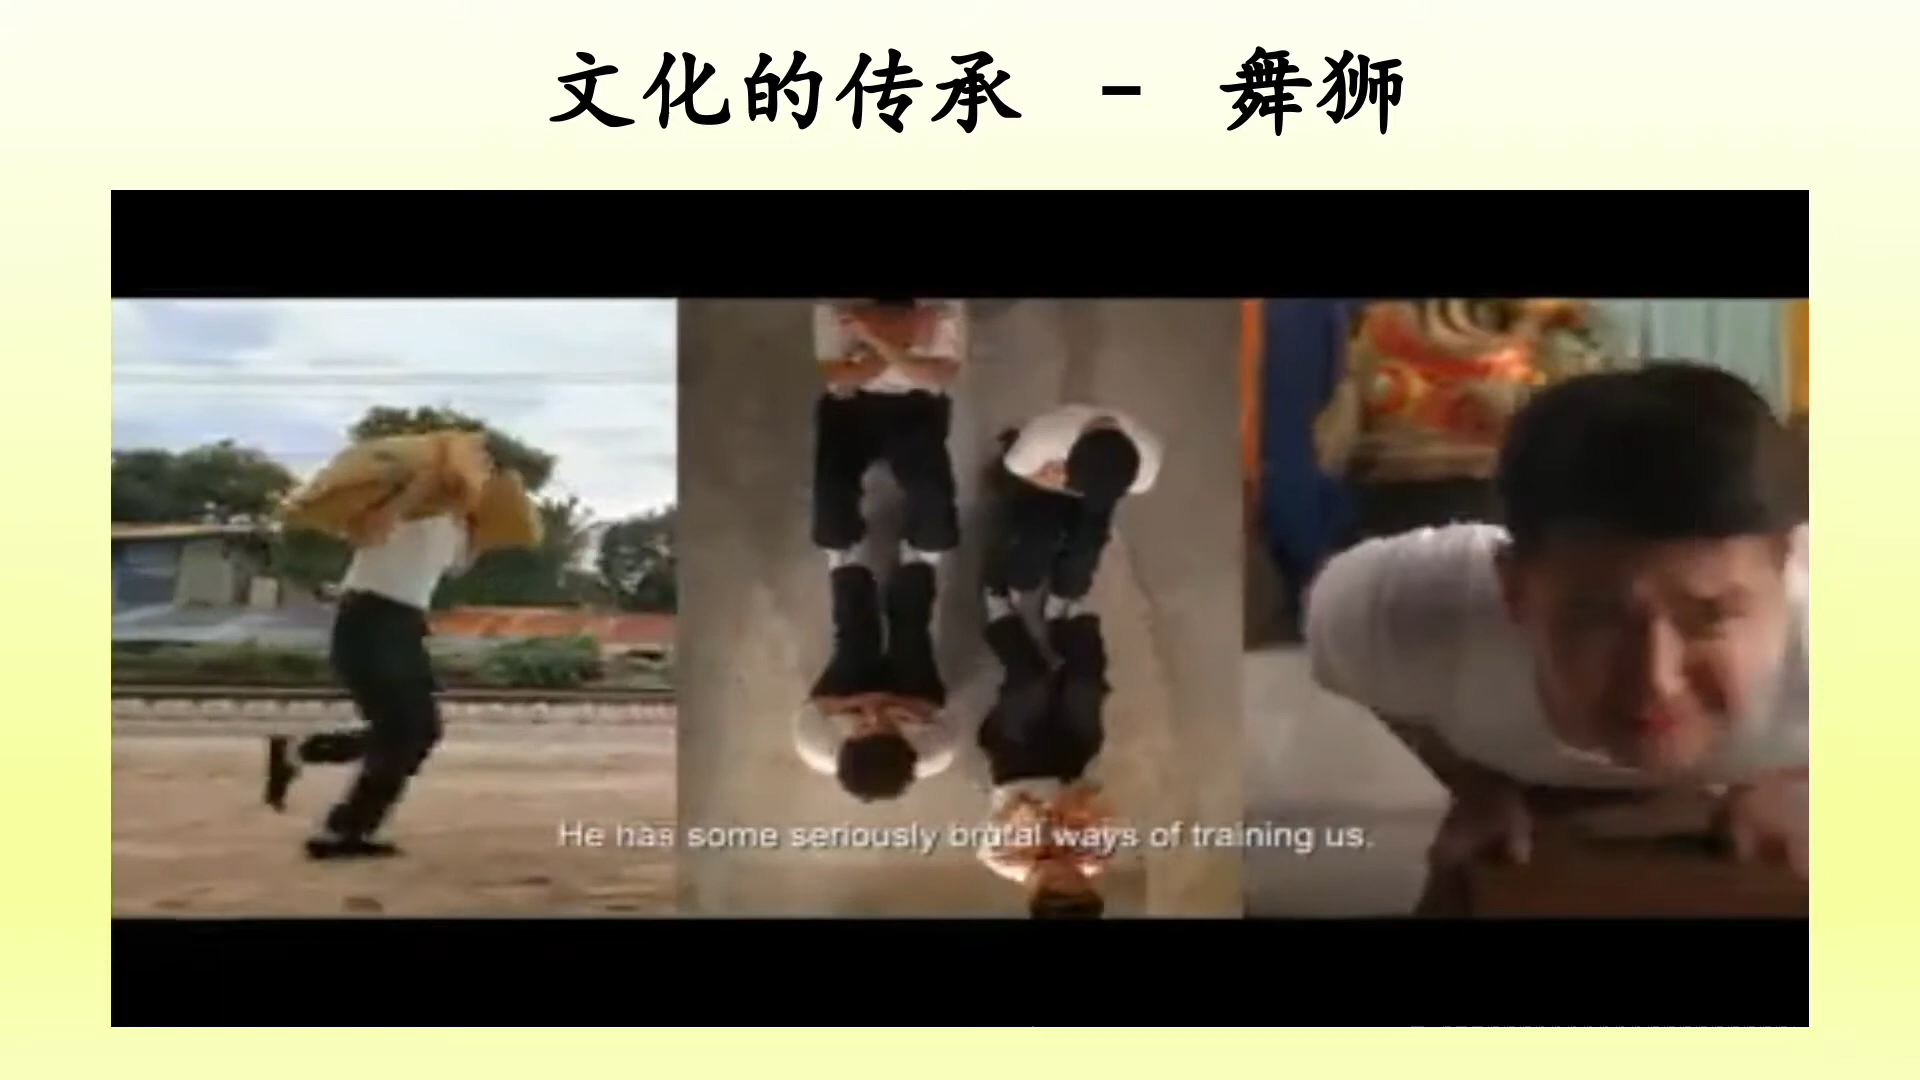 文化的传承 - 舞狮
He has some seriously brutal ways of training us.